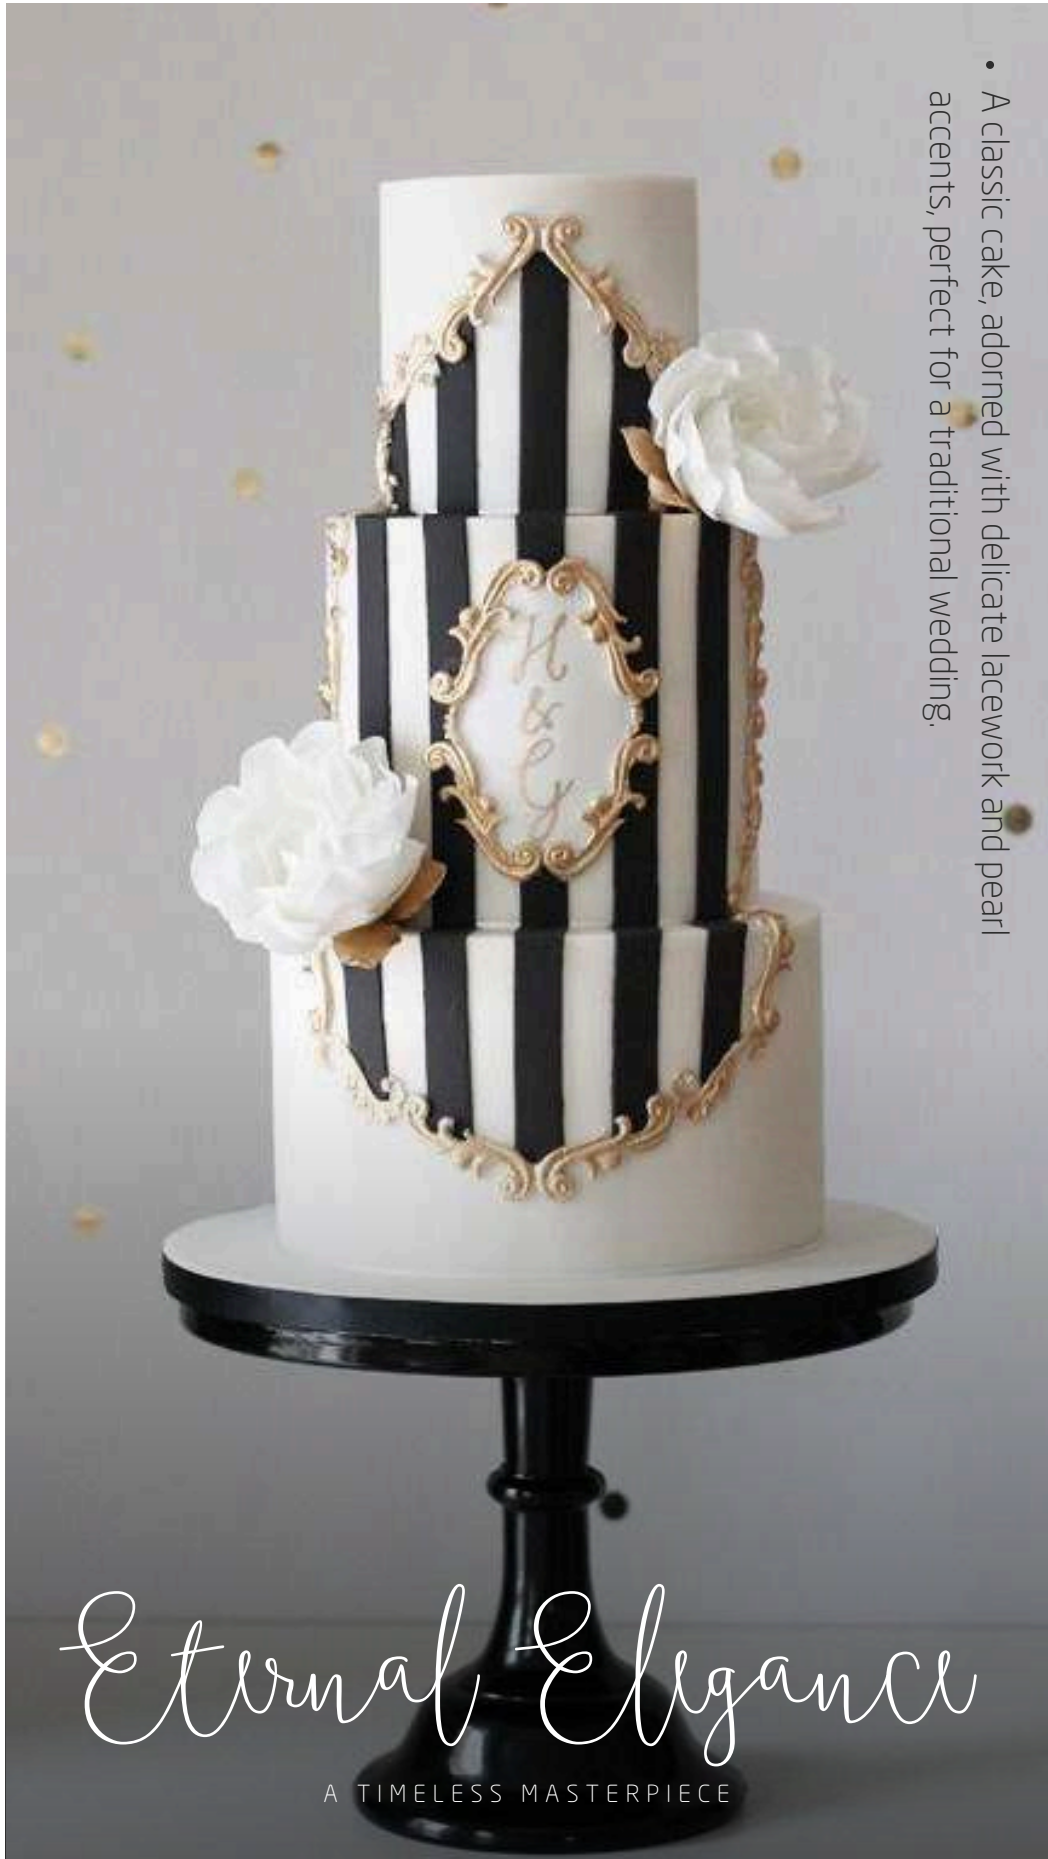 • A classic cake, adorned with delicate lacework and pearl
accents, perfect for a traditional wedding.
H
&
G
Eternal Elegance
A TIMELESS MASTERPIECE